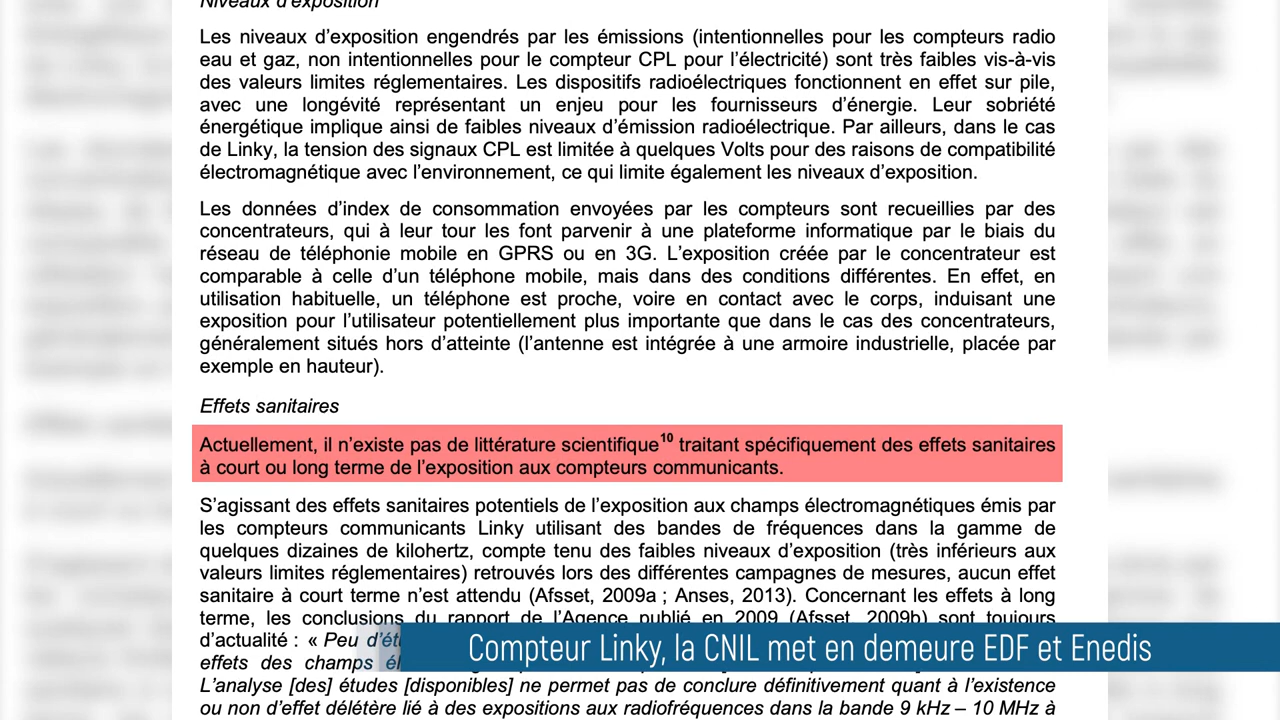 Niveaux d'exposition
Les niveaux d’exposition engendrés par les émissions (intentionnelles pour les compteurs radio
eau et gaz, non intentionnelles pour le compteur CPL pour l’électricité) sont très faibles vis-à-vis
des valeurs limites réglementaires. Les dispositifs radioélectriques fonctionnent en effet sur pile,
avec une longévité représentant un enjeu pour les fournisseurs d’énergie. Leur sobriété
énergétique implique ainsi de faibles niveaux d’émission radioélectrique. Par ailleurs, dans le cas
de Linky, la tension des signaux CPL est limitée à quelques Volts pour des raisons de compatibilité
électromagnétique avec l’environnement, ce qui limite également les niveaux d’exposition.
Les données d’index de consommation envoyées par les compteurs sont recueillies par des
concentrateurs, qui à leur tour les font parvenir à une plateforme informatique par le biais du
réseau de téléphonie mobile en GPRS ou en 3G. L’exposition créée par le concentrateur est
comparable à celle d’un téléphone mobile, mais dans des conditions différentes. En effet, en
utilisation habituelle, un téléphone est proche, voire en contact avec le corps, induisant une
exposition pour l’utilisateur potentiellement plus importante que dans le cas des concentrateurs,
généralement situés hors d’atteinte (l’antenne est intégrée à une armoire industrielle, placée par
exemple en hauteur).
Effets sanitaires
Actuellement, il n’existe pas de littérature scientifique10 traitant spécifiquement des effets sanitaires
à court ou long terme de l’exposition aux compteurs communicants.
S’agissant des effets sanitaires potentiels de l’exposition aux champs électromagnétiques émis par
les compteurs communicants Linky utilisant des bandes de fréquences dans la gamme de
quelques dizaines de kilohertz, compte tenu des faibles niveaux d’exposition (très inférieurs aux
valeurs limites réglementaires) retrouvés lors des différentes campagnes de mesures, aucun effet
sanitaire à court terme n’est attendu (Afsset, 2009a ; Anses, 2013). Concernant les effets à long
terme, les conclusions du rapport de l’Agence publié en 2009 (Afsset, 2009b) sont toujours
d’actualité : « Peu
effets des champs
L’analyse [des] études [disponibles] ne permet pas de conclure définitivement quant à l’existence
ou non d’effet délétère lié à des expositions aux radiofréquences dans la bande 9 kHz – 10 MHz à
Compteur Linky, la CNIL met en demeure EDF et Enedis